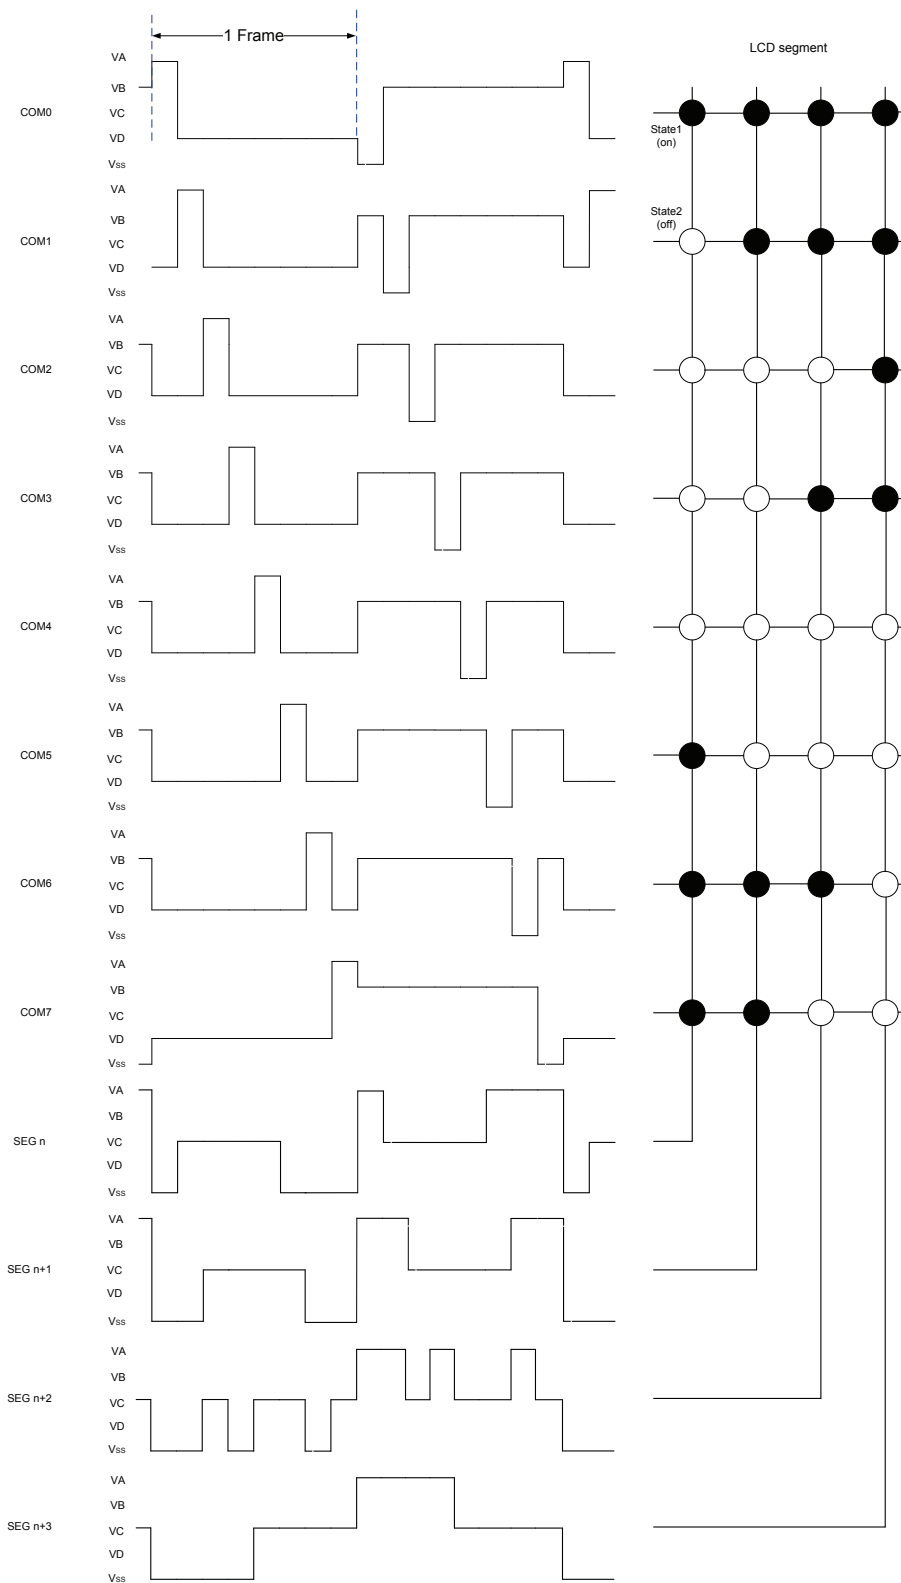 1 Frame
LCD segment
VA
VB
COM0
VC
VD
Vss
State1
(on)
VA
State2
(off)
VB
COM1
VC
VD
Vss
VA
VB
COM2
VC
VD
Vss
VA
VB
COM3
VC
VD
Vss
VA
VB
COM4
VC
VD
Vss
VA
VB
COM5
VC
VD
Vss
VA
VB
COM6
VC
VD
Vss
VA
VB
COM7
VC
VD
Vss
VA
VB
SEG n
VC
VD
Vss
VA
VB
SEG n+1
VC
VD
Vss
VA
VB
SEG n+2
VC
VD
Vss
VA
VB
SEG n+3
VC
VD
Vss